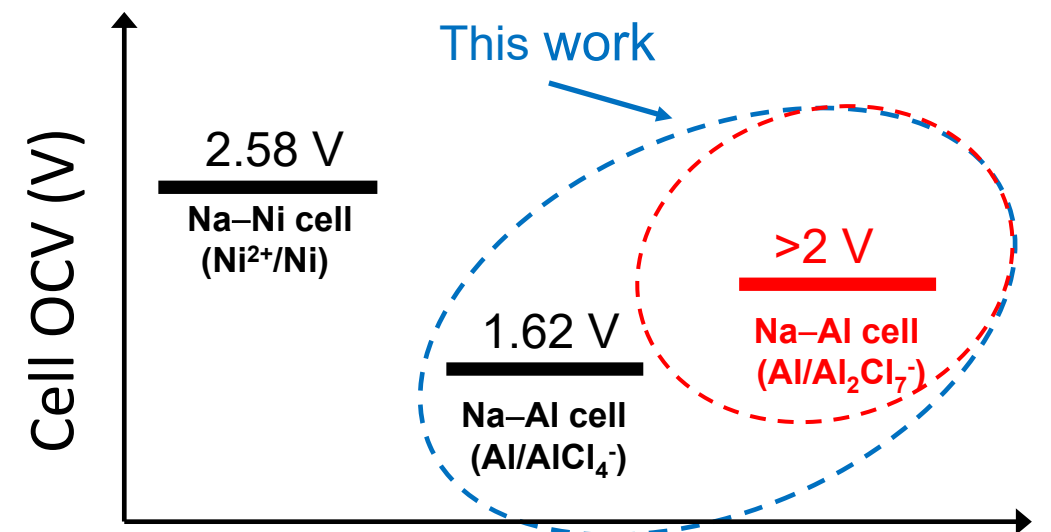 This work
Cell OCV (V)
2.58 V
Na–Ni cell
(Ni²⁺/Ni)
>2 V
Na–Al cell
(Al/Al₂Cl₇⁻)
1.62 V
Na–Al cell
(Al/AlCl₄⁻)